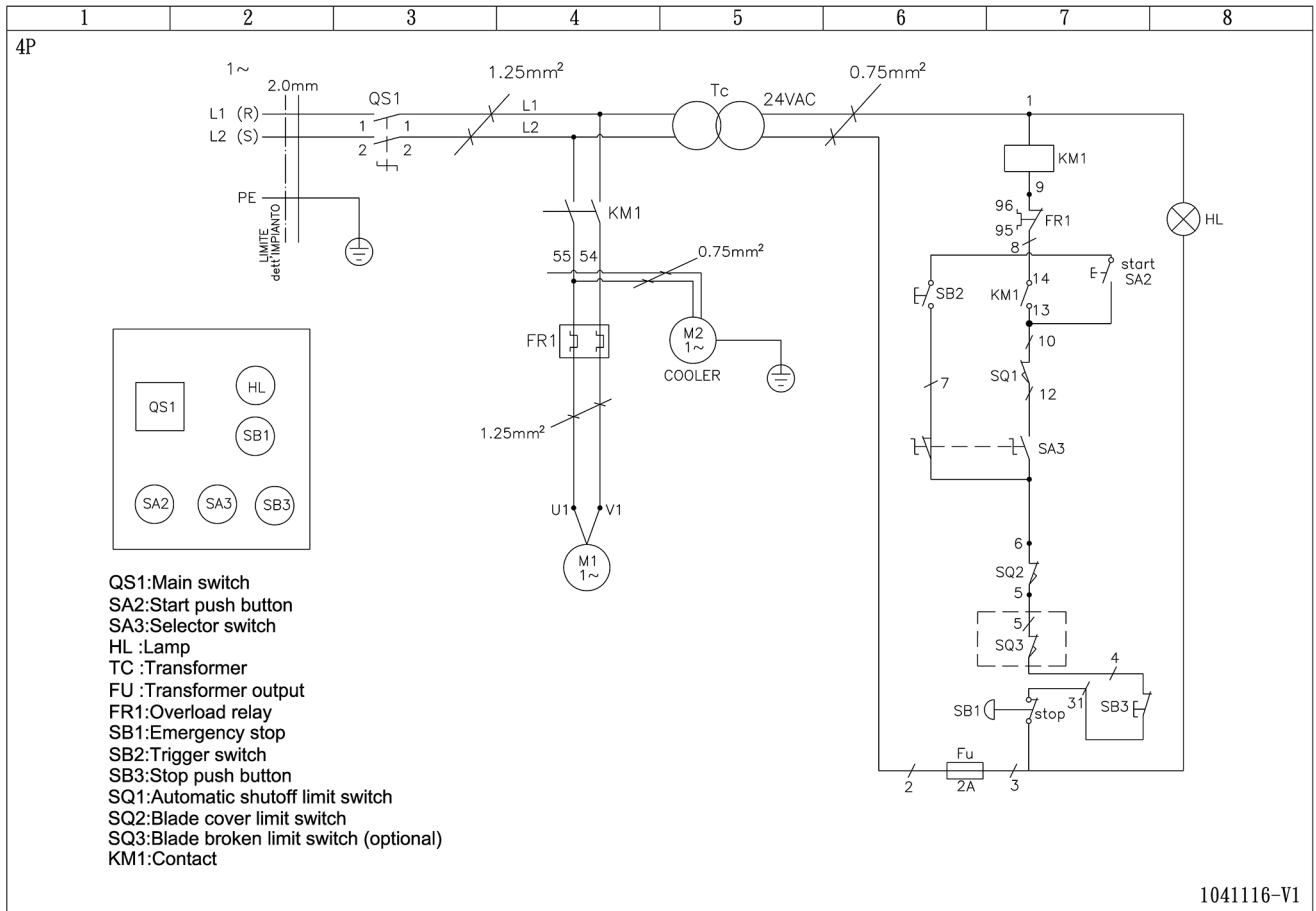 1 2 3 4 5 6 7 8
4P
1~
2.0mm
L1 (R)
L2 (S)
PE
LIMITE
dett'IMPIANTO
QS1
1 1
2 2
1.25mm²
L1
L2
Tc
24VAC
0.75mm²
KM1
55 54
0.75mm²
FR1
M2
1~
COOLER
1.25mm²
U1 V1
M1
1~
1
KM1
9
96
95
FR1
8
SB2
KM1
14
13
start
SA2
10
SQ1
12
7
SA3
6
SQ2
5
5
SQ3
4
31
SB3
SB1
stop
Fu
2A
2
3
HL
QS1
HL
SB1
SA2
SA3
SB3
QS1:Main switch
SA2:Start push button
SA3:Selector switch
HL :Lamp
TC :Transformer
FU :Transformer output
FR1:Overload relay
SB1:Emergency stop
SB2:Trigger switch
SB3:Stop push button
SQ1:Automatic shutoff limit switch
SQ2:Blade cover limit switch
SQ3:Blade broken limit switch (optional)
KM1:Contact
1041116-V1